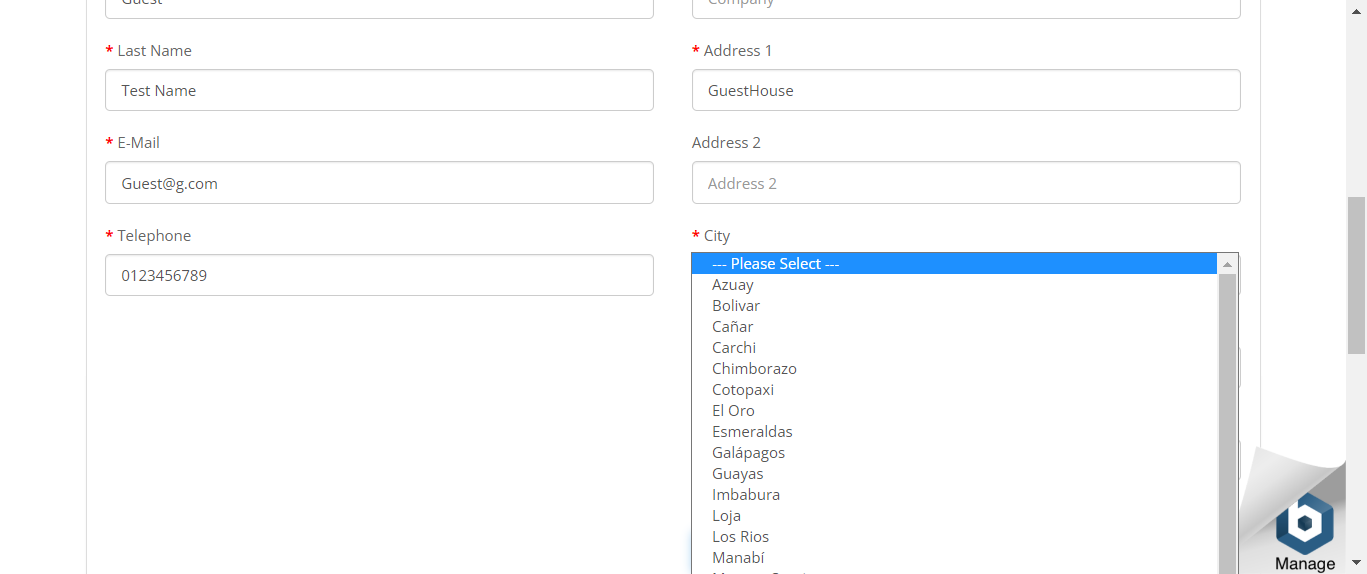 Guest
Company
* Last Name
* Address 1
Test Name
GuestHouse
* E-Mail
Address 2
Guest@g.com
Address 2
* Telephone
* City
0123456789
--- Please Select ---
Azuay
Bolivar
Cañar
Carchi
Chimborazo
Cotopaxi
El Oro
Esmeraldas
Galápagos
Guayas
Imbabura
Loja
Los Rios
Manabí
Manage